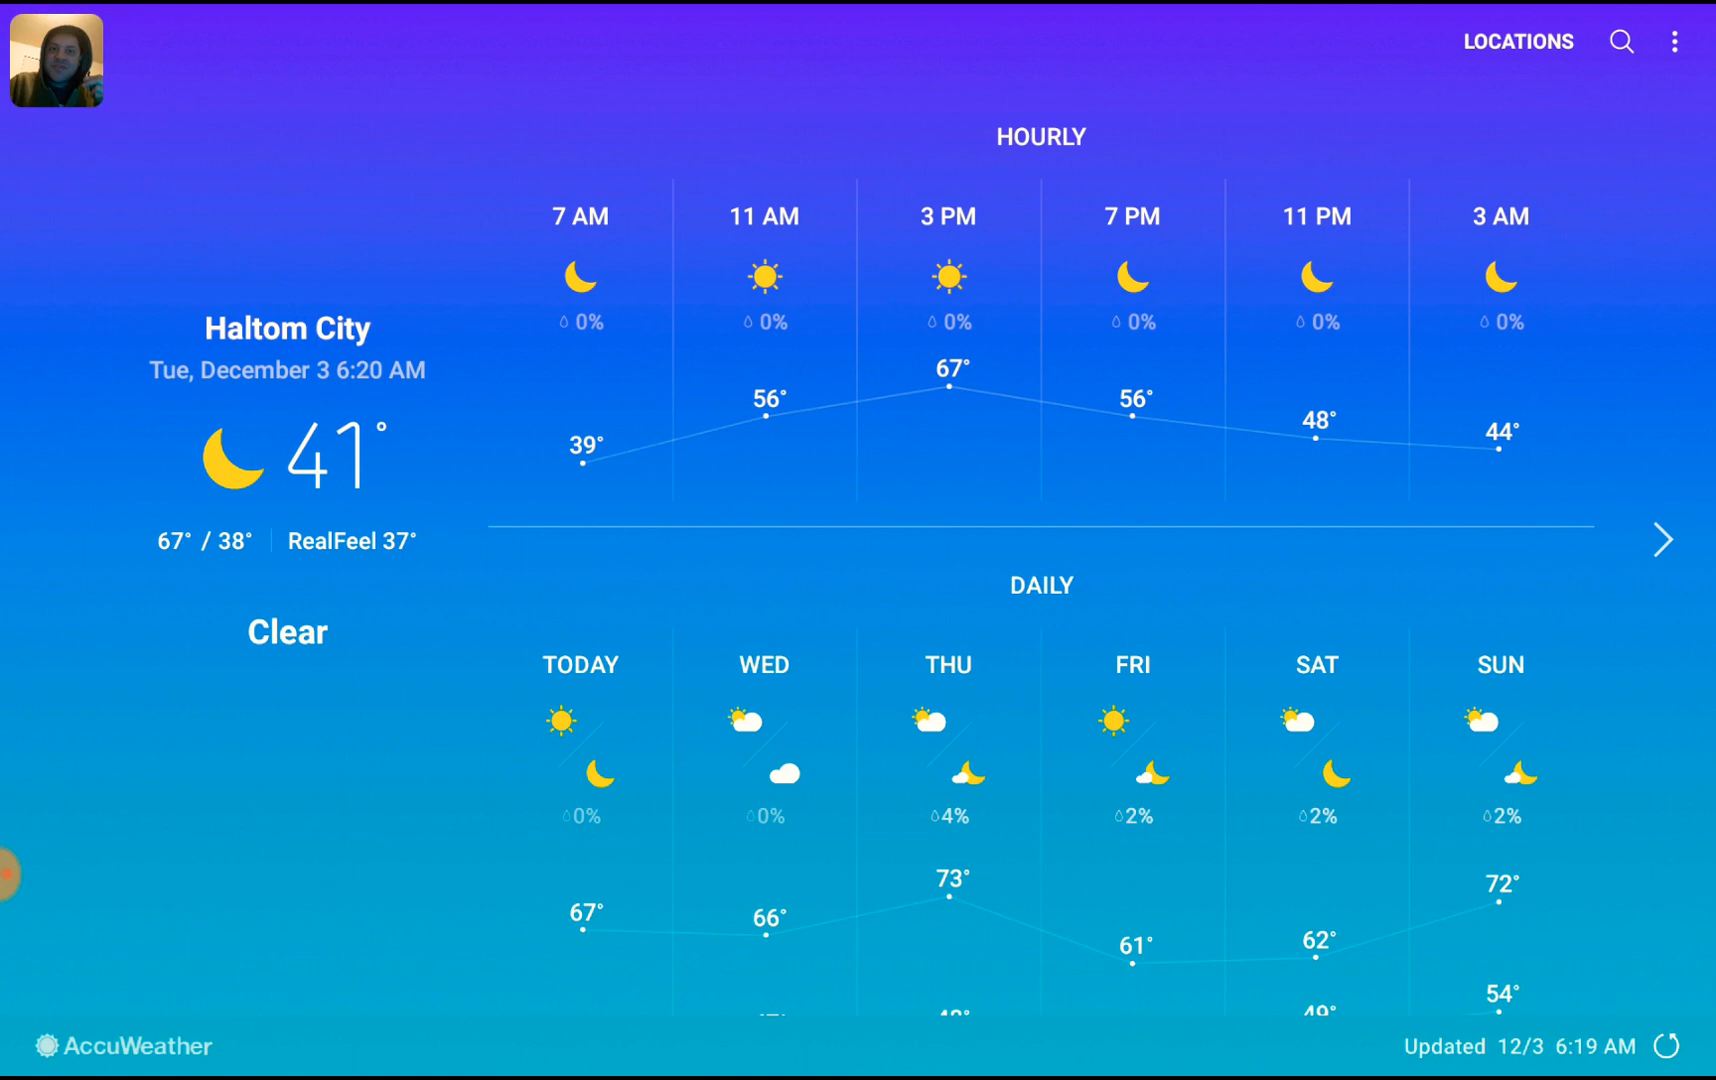 LOCATIONS
HOURLY
7 AM 11 AM 3 PM 7 PM 11 PM 3 AM
0% 0% 0% 0% 0% 0%
39° 56° 67° 56° 48° 44°
Haltom City
Tue, December 3 6:20 AM
41°
67° / 38° RealFeel 37°
Clear
DAILY
TODAY WED THU FRI SAT SUN
0% 0% 4% 2% 2% 2%
67° 66° 73° 61° 62° 72°
54°
AccuWeather
Updated 12/3 6:19 AM